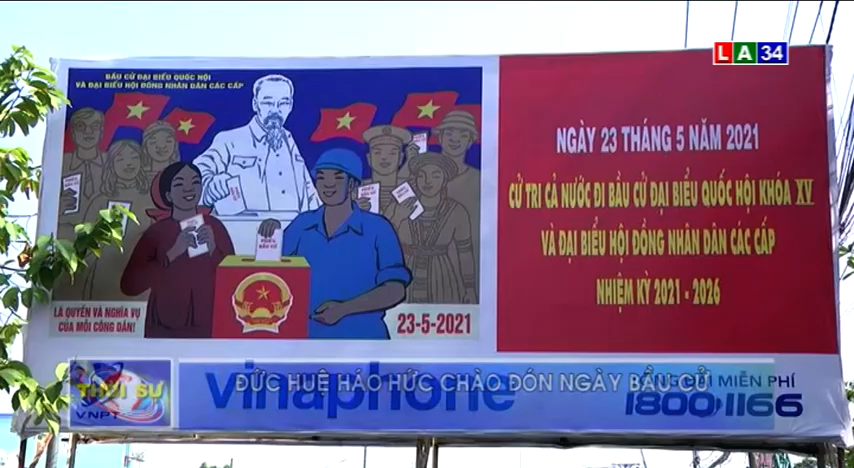 LA34
BẦU CỬ ĐẠI BIỂU QUỐC HỘI
VÀ ĐẠI BIỂU HỘI ĐỒNG NHÂN DÂN CÁC CẤP
PHIẾU
BẦU CỬ
LÀ QUYỀN VÀ NGHĨA VỤ
CỦA MỖI CÔNG DÂN!
23-5-2021
NGÀY 23 THÁNG 5 NĂM 2021
CỬ TRI CẢ NƯỚC ĐI BẦU CỬ ĐẠI BIỂU QUỐC HỘI KHÓA XV
VÀ ĐẠI BIỂU HỘI ĐỒNG NHÂN DÂN CÁC CẤP
NHIỆM KỲ 2021 - 2026
THỜI SỰ
VNPT
ĐỨC HUỆ HÁO HỨC CHÀO ĐÓN NGÀY BẦU CỬ
vinaphone
MIỄN PHÍ
1800 1166